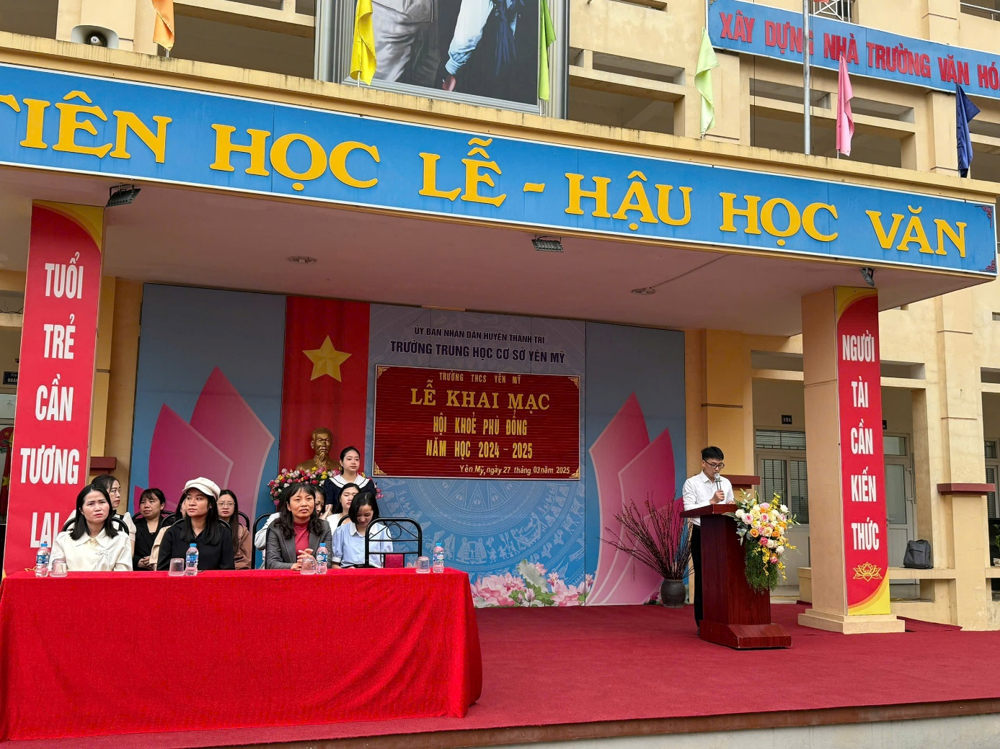 XÂY DỰNG NHÀ TRƯỜNG VĂN HÓ
TIÊN HỌC LỄ - HẬU HỌC VĂN
TUỔI
TRẺ
CẦN
TƯƠNG
LAI
ỦY BAN NHÂN DÂN HUYỆN THANH TRÌ
TRƯỜNG TRUNG HỌC CƠ SỞ YÊN MỸ
TRƯỜNG THCS YÊN MỸ
LỄ KHAI MẠC
HỘI KHOẺ PHÙ ĐỔNG
NĂM HỌC 2024 - 2025
Yên Mỹ, ngày 27 tháng 03 năm 2025
NGƯỜI
TÀI
CẦN
KIẾN
THỨC
104